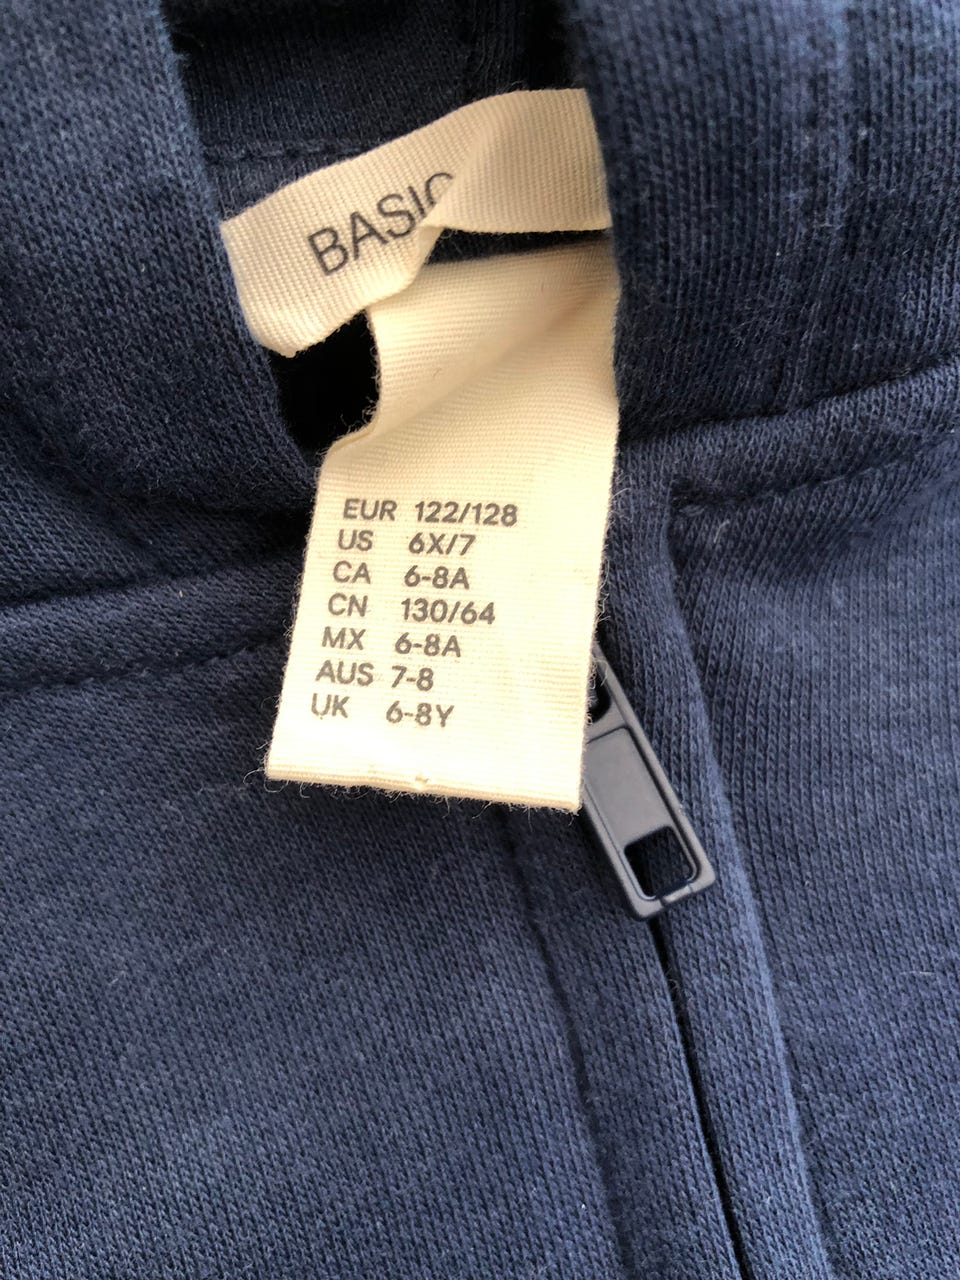 BASIC
EUR 122/128
US 6X/7
CA 6-8A
CN 130/64
MX 6-8A
AUS 7-8
UK 6-8Y